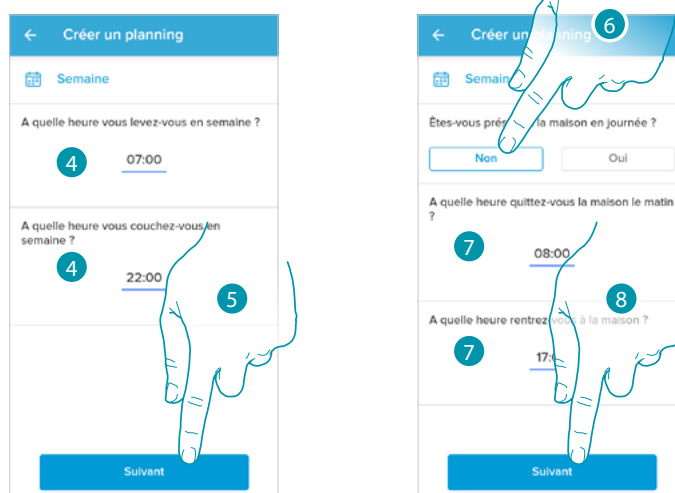 ← Créer un planning
Semaine
A quelle heure vous levez-vous en semaine ?
4
07:00
A quelle heure vous couchez-vous en
semaine ?
4
22:00
5
Suivant
6
← Créer un
Êtes-vous la maison en journée ?
Non
Oui
A quelle heure quittez-vous la maison le matin
?
7
08:00
8
A quelle heure rentrez-vous à la maison ?
7
Suivant